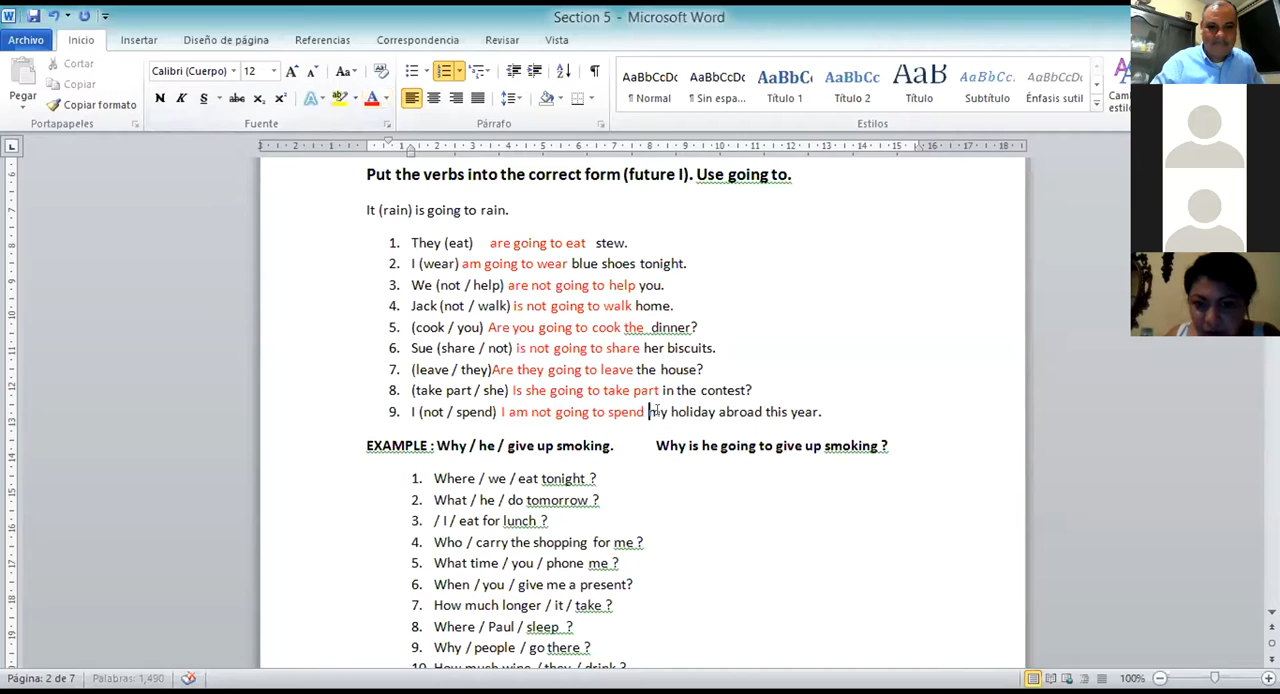 Section 5 - Microsoft Word
Archivo Inicio Insertar Diseño de página Referencias Correspondencia Revisar Vista
Pegar
Cortar
Copiar
Copiar formato
Portapapeles
Calibri (Cuerpo) 12
Fuente
Párrafo
AaBbCcDc AaBbCcDc AaBbC AaBbCc AaB AaBbCc. AaBbCcDc
¶ Normal ¶ Sin espa... Título 1 Título 2 Título Subtítulo Énfasis sutil
Estilos
Put the verbs into the correct form (future I). Use going to.
It (rain) is going to rain.
1. They (eat) are going to eat stew.
2. I (wear) am going to wear blue shoes tonight.
3. We (not / help) are not going to help you.
4. Jack (not / walk) is not going to walk home.
5. (cook / you) Are you going to cook the dinner?
6. Sue (share / not) is not going to share her biscuits.
7. (leave / they)Are they going to leave the house?
8. (take part / she) Is she going to take part in the contest?
9. I (not / spend) I am not going to spend my holiday abroad this year.
EXAMPLE : Why / he / give up smoking. Why is he going to give up smoking ?
1. Where / we / eat tonight ?
2. What / he / do tomorrow ?
3. / I / eat for lunch ?
4. Who / carry the shopping for me ?
5. What time / you / phone me ?
6. When / you / give me a present?
7. How much longer / it / take ?
8. Where / Paul / sleep ?
9. Why / people / go there ?
10. How much wine / they / drink ?
Página: 2 de 7 Palabras: 1,490 100%